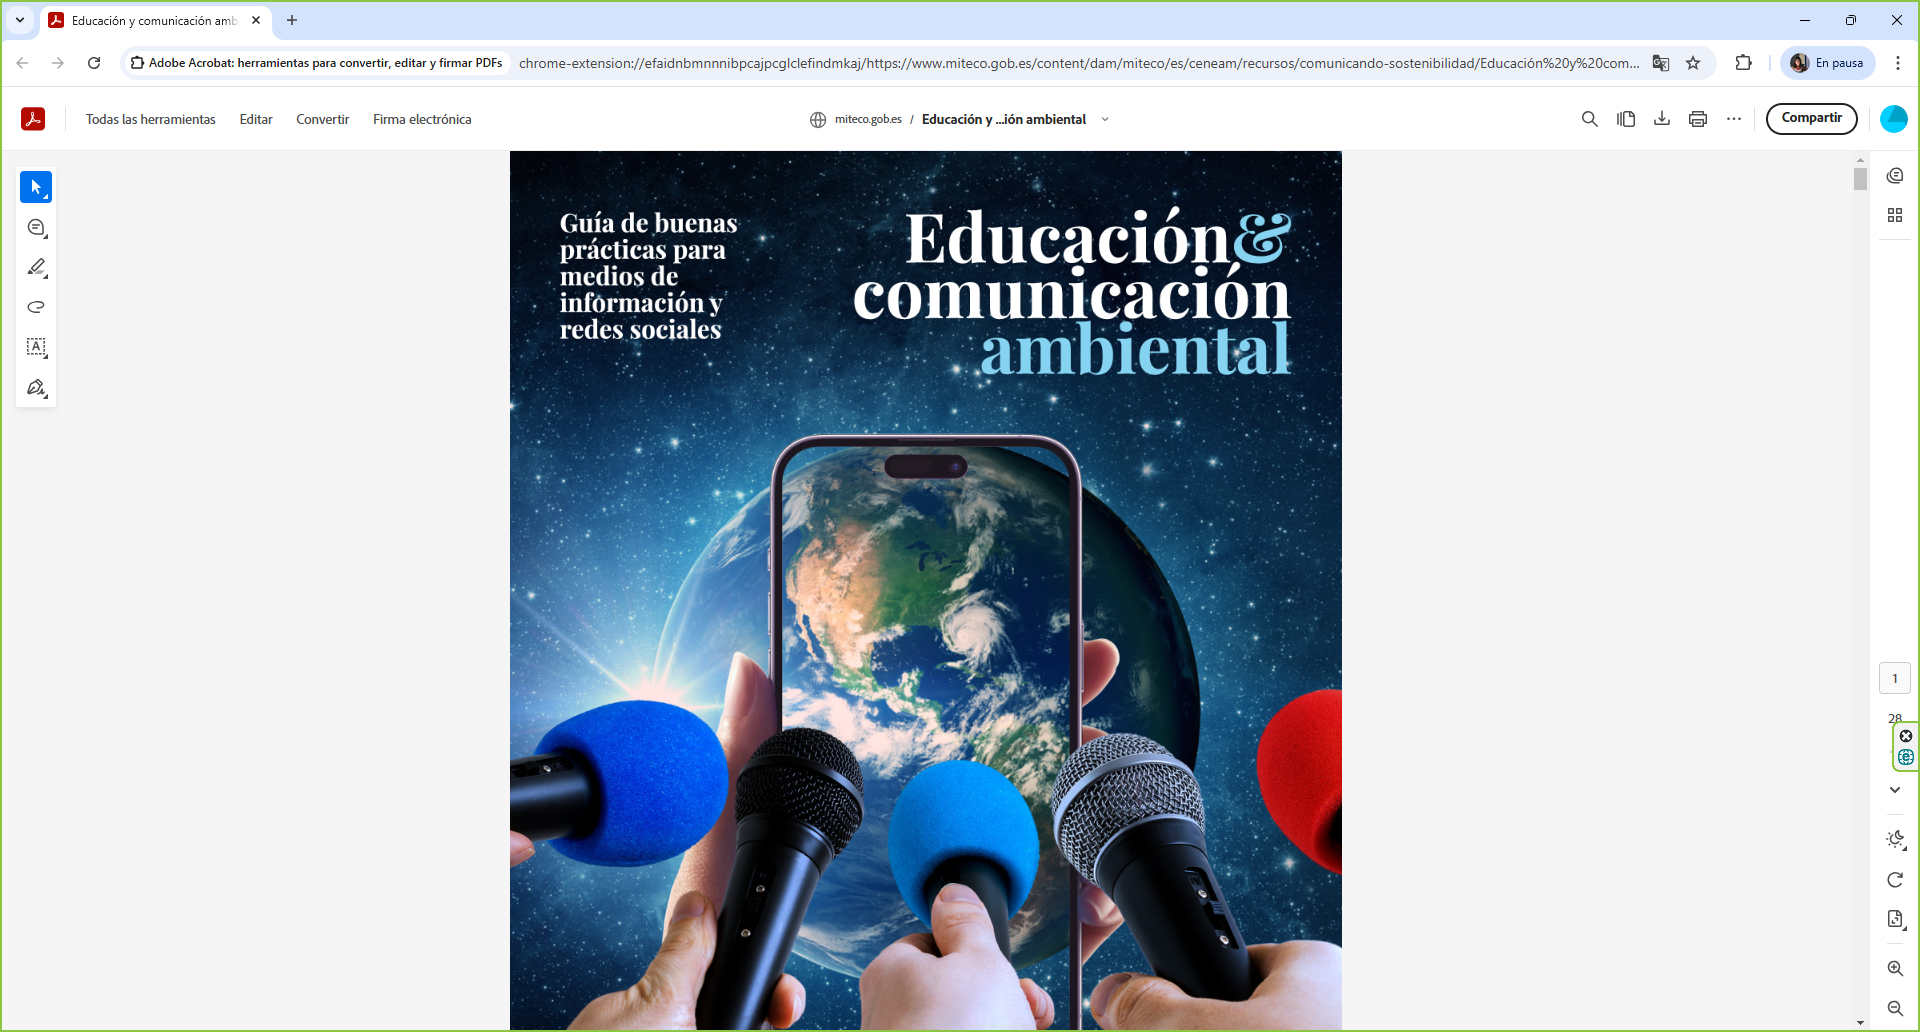 Educación y comunicación amb
Adobe Acrobat: herramientas para convertir, editar y firmar PDFs
chrome-extension://efaidnbmnnnibpcajpcglclefindmkaj/https://www.miteco.gob.es/content/dam/miteco/es/ceneam/recursos/comunicando-sostenibilidad/Educación%20y%20com...
En pausa
Todas las herramientas
Editar
Convertir
Firma electrónica
miteco.gob.es / Educación y ...ión ambiental
Compartir
Guía de buenas
prácticas para
medios de
información y
redes sociales
Educación&
comunicación
ambiental
1
28